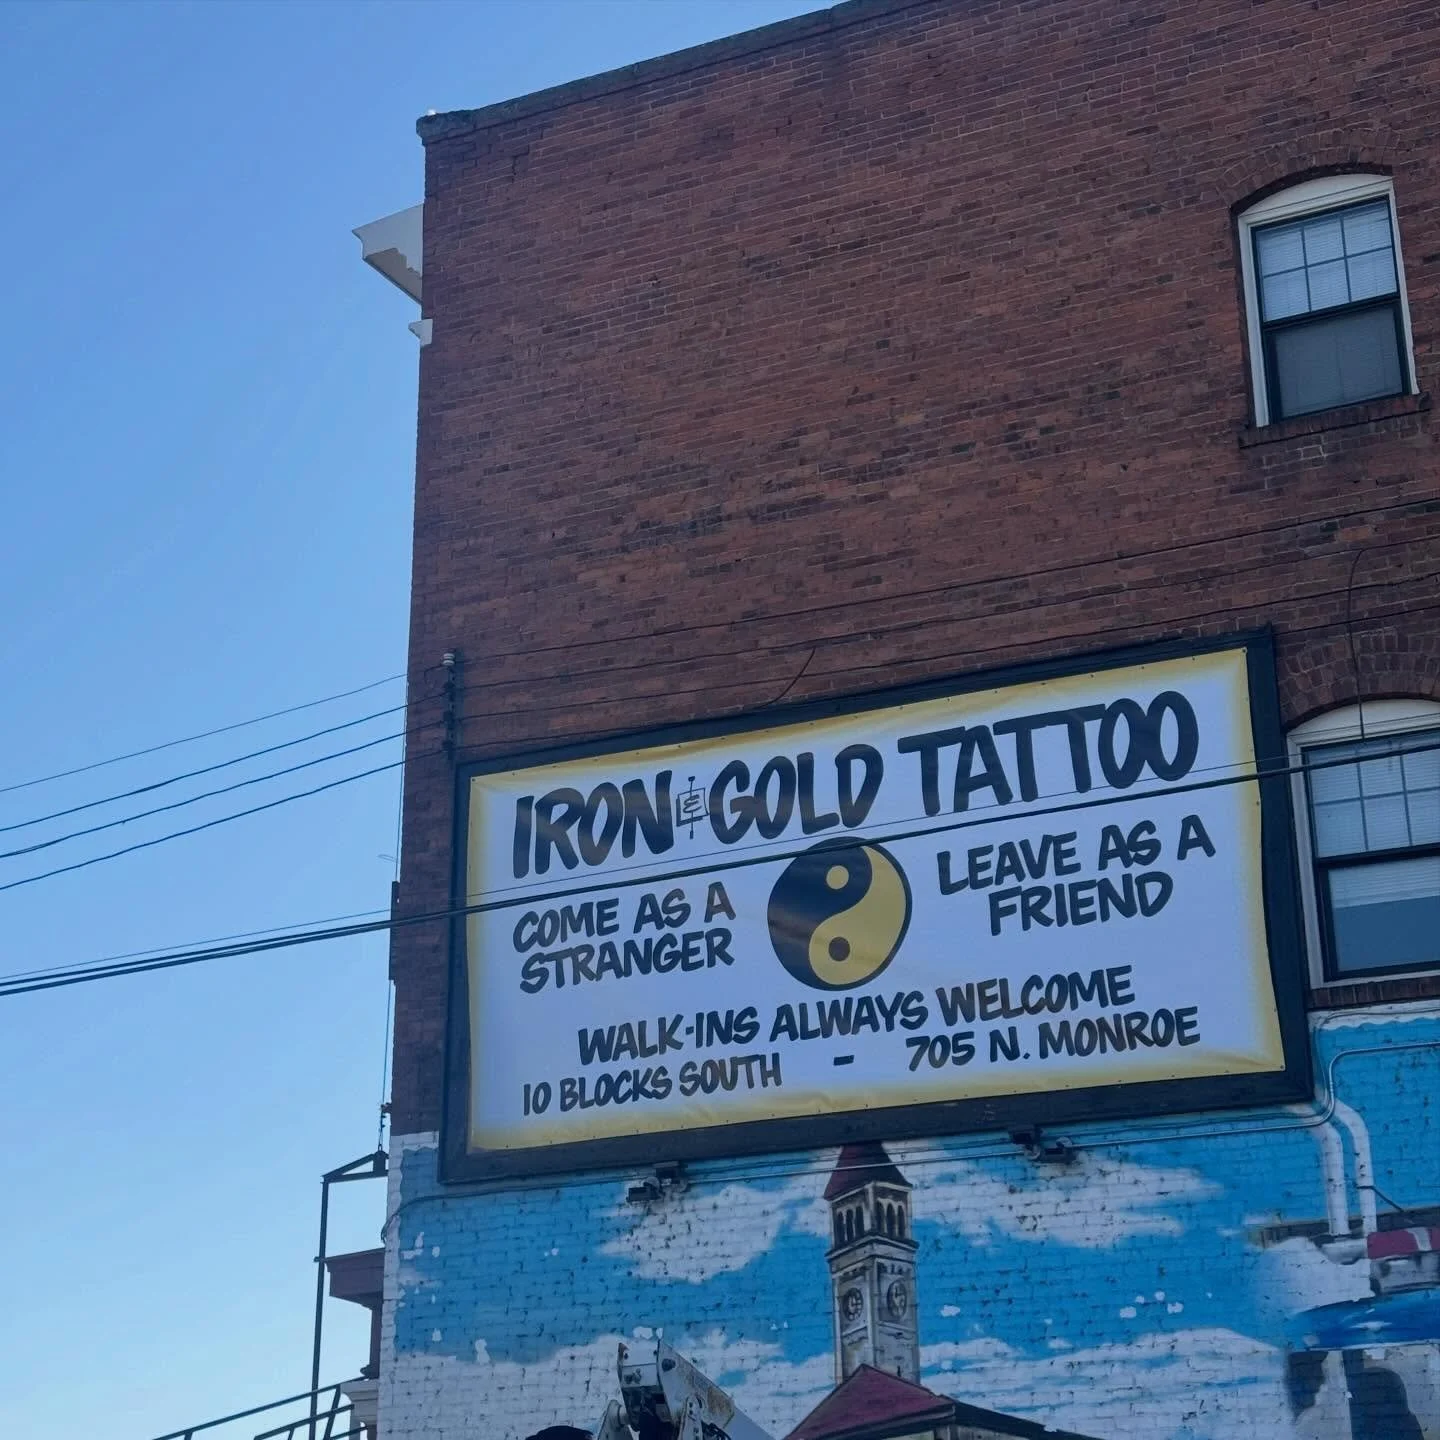 IRON & GOLD TATTOO
COME AS A
STRANGER
LEAVE AS A
FRIEND
WALK-INS ALWAYS WELCOME
10 BLOCKS SOUTH - 705 N. MONROE